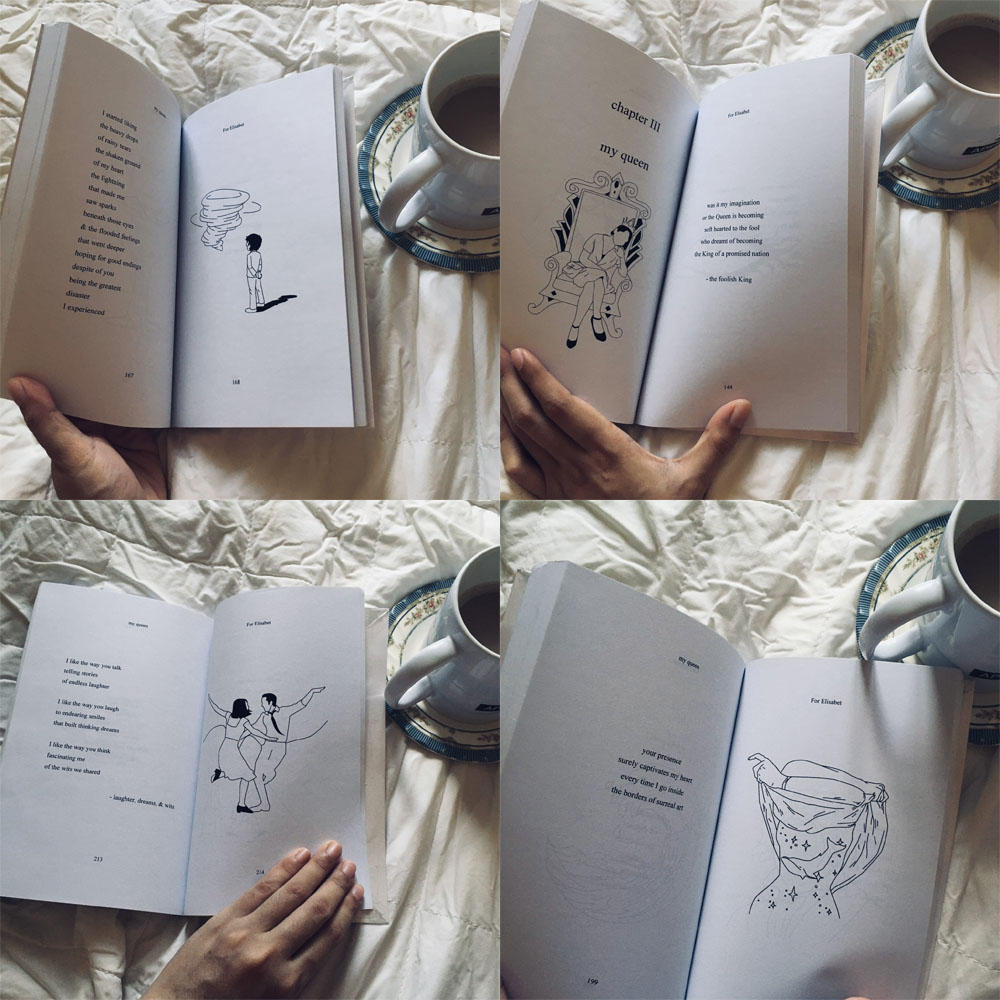 my queen
I started liking
the heavy drops
of rainy tears
the shaken ground
of my heart
the lightning
that made me
saw sparks
beneath those eyes
& the flooded feelings
that went deeper
hoping for good endings
despite of you
being the greatest
disaster
I experienced
167
For Elisabet
168
chapter III
my queen
For Elisabet
was it my imagination
or the Queen is becoming
soft hearted to the fool
who dreamt of becoming
the King of a promised nation
- the foolish King
144
my queen
I like the way you talk
telling stories
of endless laughter
I like the way you laugh
to endearing smiles
that built thinking dreams
I like the way you think
fascinating me
of the wits we shared
- laughter, dreams, & wits
213
For Elisabet
214
my queen
your presence
surely captivates my heart
every time I go inside
the borders of surreal art
199
For Elisabet